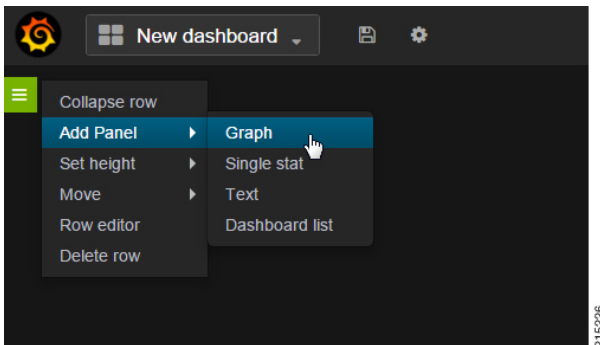 New dashboard
Collapse row
Add Panel
Graph
Set height
Single stat
Move
Text
Row editor
Dashboard list
Delete row